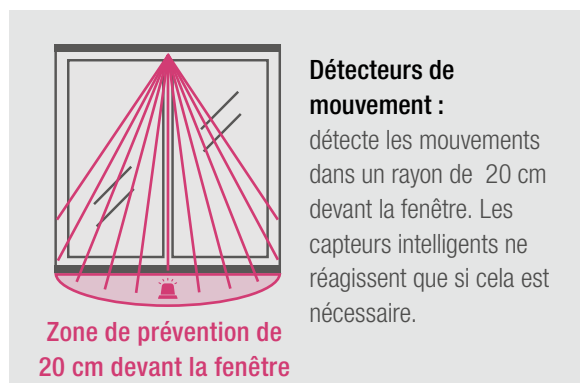 Détecteurs de
mouvement :
détecte les mouvements
dans un rayon de 20 cm
devant la fenêtre. Les
capteurs intelligents ne
réagissent que si cela est
nécessaire.
Zone de prévention de
20 cm devant la fenêtre